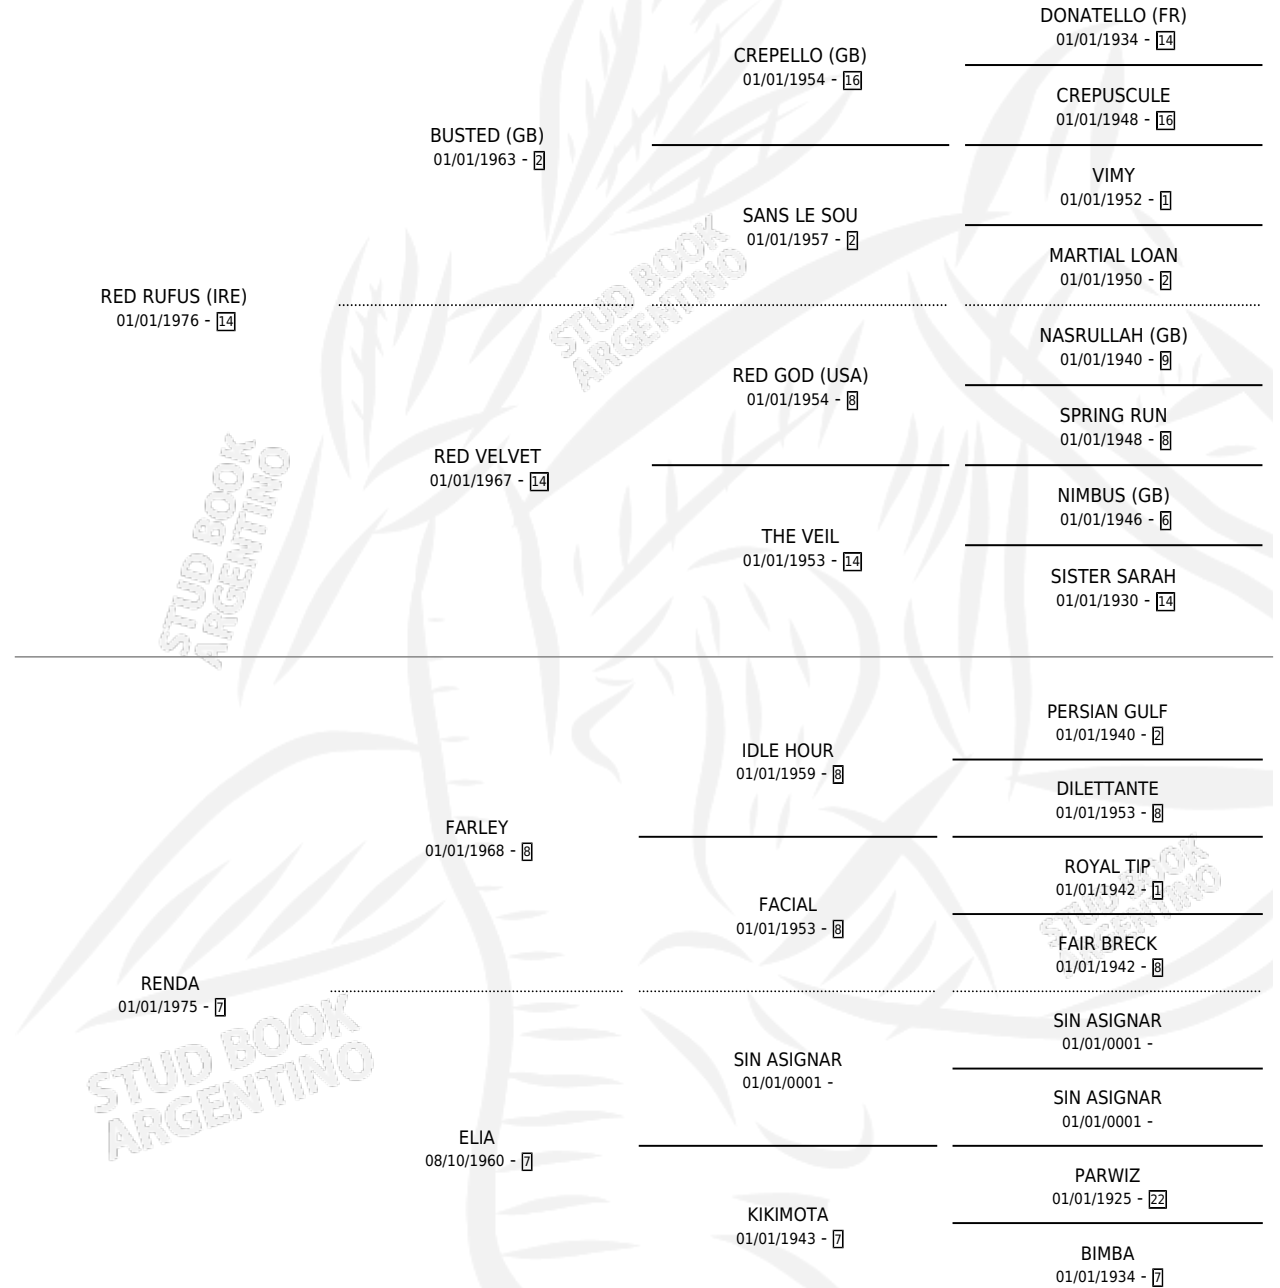 DONATELLO (FR)
01/01/1934 - 14
CREPELLO (GB)
01/01/1954 - 16
CREPUSCULE
01/01/1948 - 16
BUSTED (GB)
01/01/1963 - 2
VIMY
01/01/1952 - 1
SANS LE SOU
01/01/1957 - 2
MARTIAL LOAN
01/01/1950 - 2
RED RUFUS (IRE)
01/01/1976 - 14
NASRULLAH (GB)
01/01/1940 - 9
RED GOD (USA)
01/01/1954 - 8
SPRING RUN
01/01/1948 - 8
RED VELVET
01/01/1967 - 14
NIMBUS (GB)
01/01/1946 - 6
THE VEIL
01/01/1953 - 14
SISTER SARAH
01/01/1930 - 14
PERSIAN GULF
01/01/1940 - 2
IDLE HOUR
01/01/1959 - 8
DILETTANTE
01/01/1953 - 8
FARLEY
01/01/1968 - 8
ROYAL TIP
01/01/1942 - 1
FACIAL
01/01/1953 - 8
FAIR BRECK
01/01/1942 - 8
RENDA
01/01/1975 - 7
SIN ASIGNAR
01/01/0001 -
SIN ASIGNAR
01/01/0001 -
SIN ASIGNAR
01/01/0001 -
ELIA
08/10/1960 - 7
PARWIZ
01/01/1925 - 22
KIKIMOTA
01/01/1943 - 7
BIMBA
01/01/1934 - 7
STUD BOOK
ARGENTINO
STUD BOOK
ARGENTINO
STUD BOOK
ARGENTINO
STUD BOOK
ARGENTINO